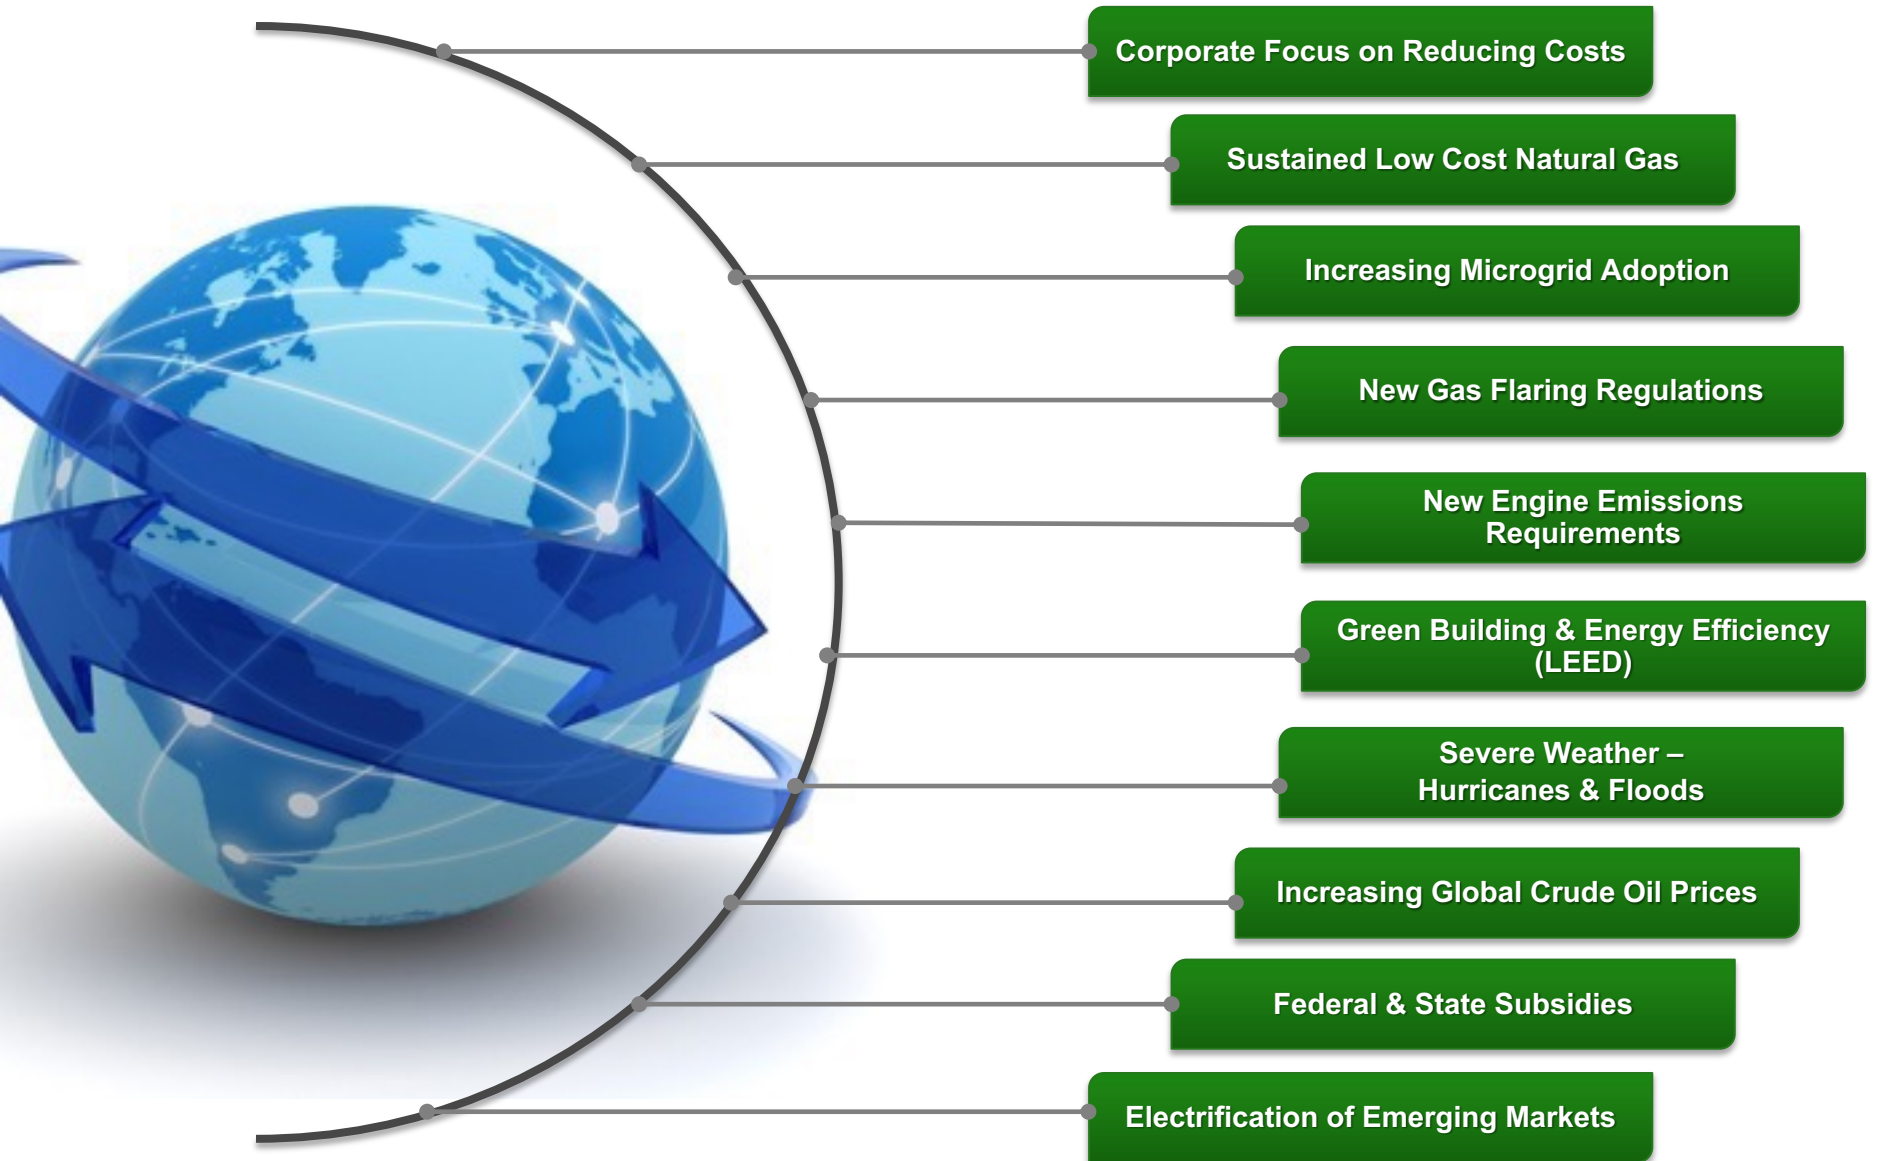 Corporate Focus on Reducing Costs
Sustained Low Cost Natural Gas
Increasing Microgrid Adoption
New Gas Flaring Regulations
New Engine Emissions
Requirements
Green Building & Energy Efficiency
(LEED)
Severe Weather –
Hurricanes & Floods
Increasing Global Crude Oil Prices
Federal & State Subsidies
Electrification of Emerging Markets